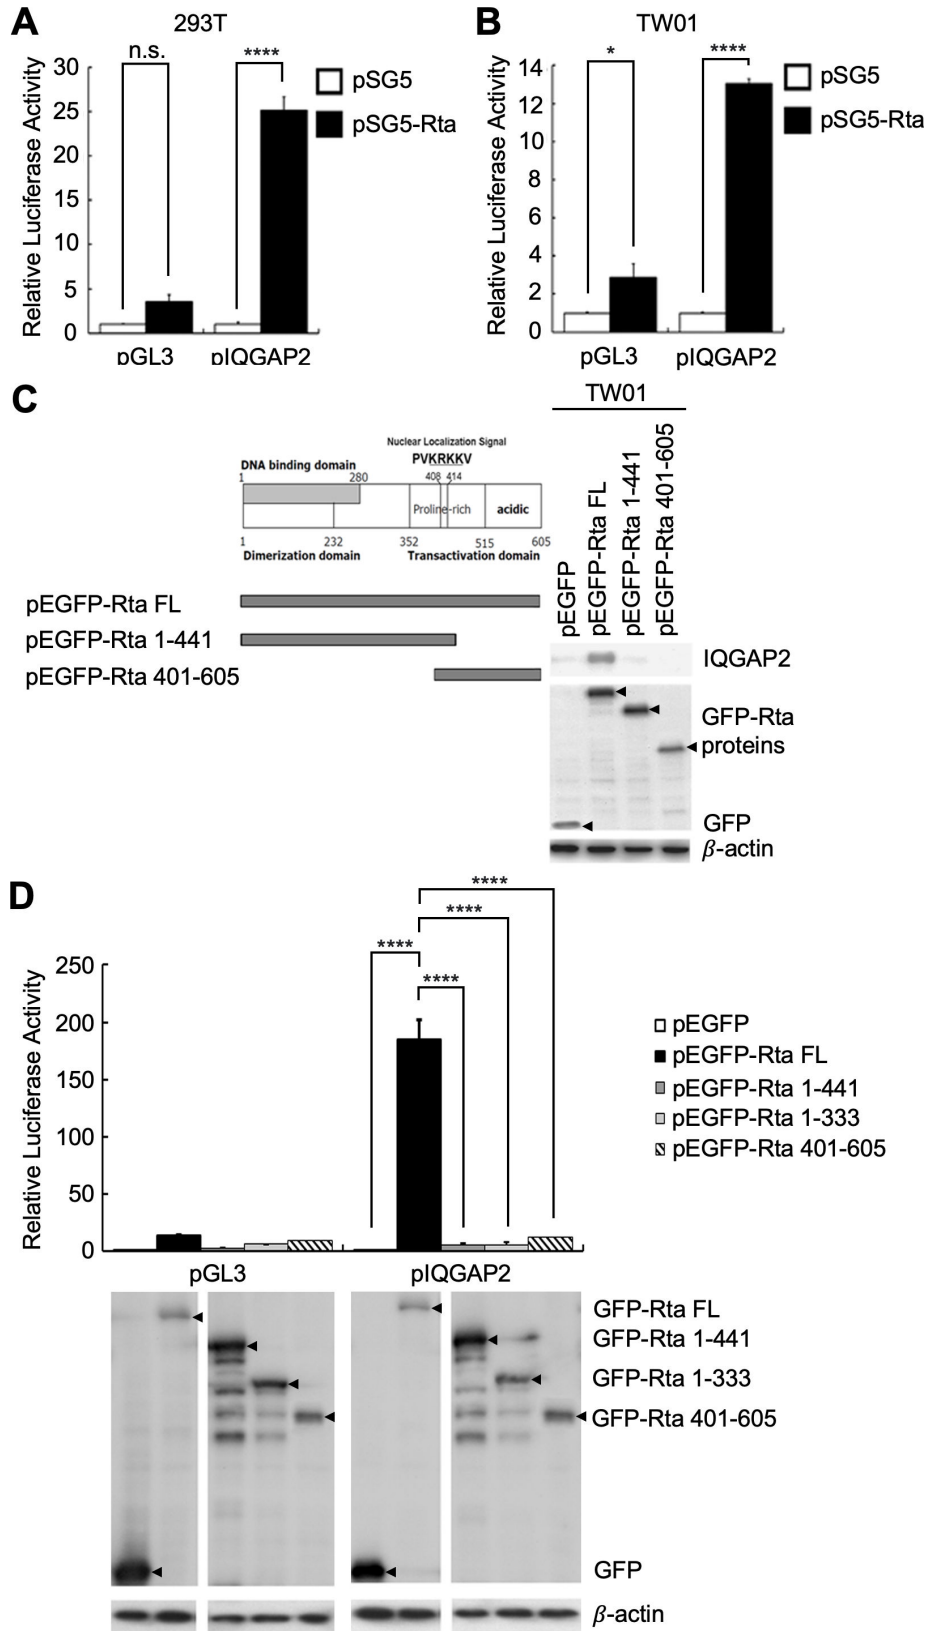 A
293T
n.s.
****
Relative Luciferase Activity
30
25
20
15
10
5
0
pGL3
pIQGAP2
pSG5
pSG5-Rta
B
TW01
*
****
Relative Luciferase Activity
14
12
10
8
6
4
2
0
pGL3
pIQGAP2
pSG5
pSG5-Rta
C
Nuclear Localization Signal
PVKRKKV
DNA binding domain
408 414
1 280
Proline-rich
acidic
1 232 352 515 605
Dimerization domain
Transactivation domain
pEGFP-Rta FL
pEGFP-Rta 1-441
pEGFP-Rta 401-605
TW01
pEGFP
pEGFP-Rta FL
pEGFP-Rta 1-441
pEGFP-Rta 401-605
IQGAP2
GFP-Rta
proteins
GFP
β-actin
D
****
****
****
****
Relative Luciferase Activity
250
200
150
100
50
0
pGL3
pIQGAP2
pEGFP
pEGFP-Rta FL
pEGFP-Rta 1-441
pEGFP-Rta 1-333
pEGFP-Rta 401-605
GFP-Rta FL
GFP-Rta 1-441
GFP-Rta 1-333
GFP-Rta 401-605
GFP
β-actin